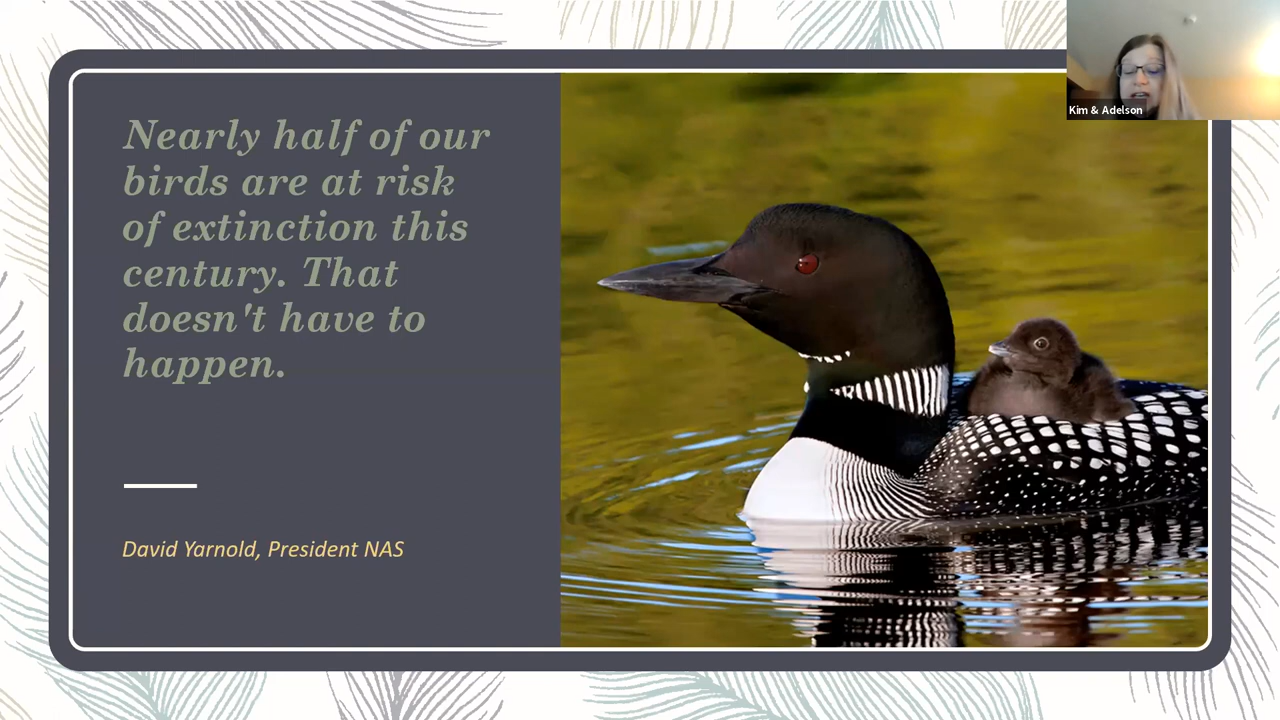 Nearly half of our
birds are at risk
of extinction this
century. That
doesn't have to
happen.
David Yarnold, President NAS
Kim & Adelson